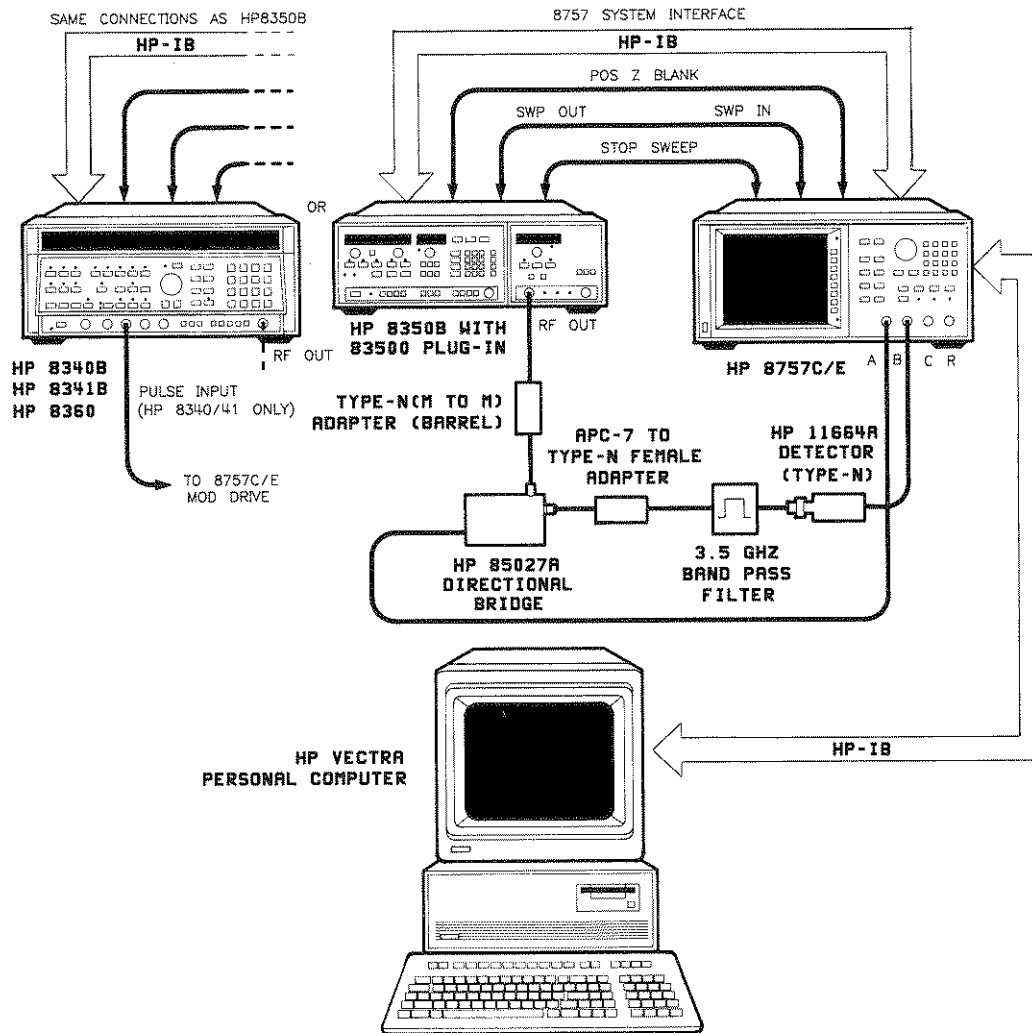 SAME CONNECTIONS AS HP8350B
HP-IB
8757 SYSTEM INTERFACE
HP-IB
POS Z BLANK
SWP OUT
SWP IN
STOP SWEEP
OR
RF OUT
HP 8340B
HP 8341B
HP 8360
PULSE INPUT
(HP 8340/41 ONLY)
TO 8757C/E
MOD DRIVE
HP 8350B WITH
83500 PLUG-IN
RF OUT
HP 8757C/E
A B C R
TYPE-N(M TO M)
ADAPTER (BARREL)
APC-7 TO
TYPE-N FEMALE
ADAPTER
HP 11664A
DETECTOR
(TYPE-N)
HP 85027A
DIRECTIONAL
BRIDGE
3.5 GHZ
BAND PASS
FILTER
HP VECTRA
PERSONAL COMPUTER
HP-IB